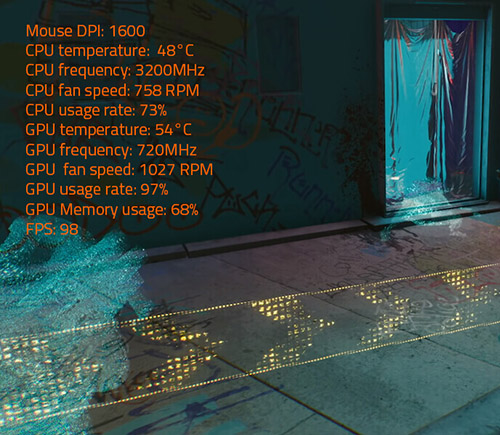 Mouse DPI: 1600
CPU temperature: 48°C
CPU frequency: 3200MHz
CPU fan speed: 758 RPM
CPU usage rate: 73%
GPU temperature: 54°C
GPU frequency: 720MHz
GPU fan speed: 1027 RPM
GPU usage rate: 97%
GPU Memory usage: 68%
FPS: 98